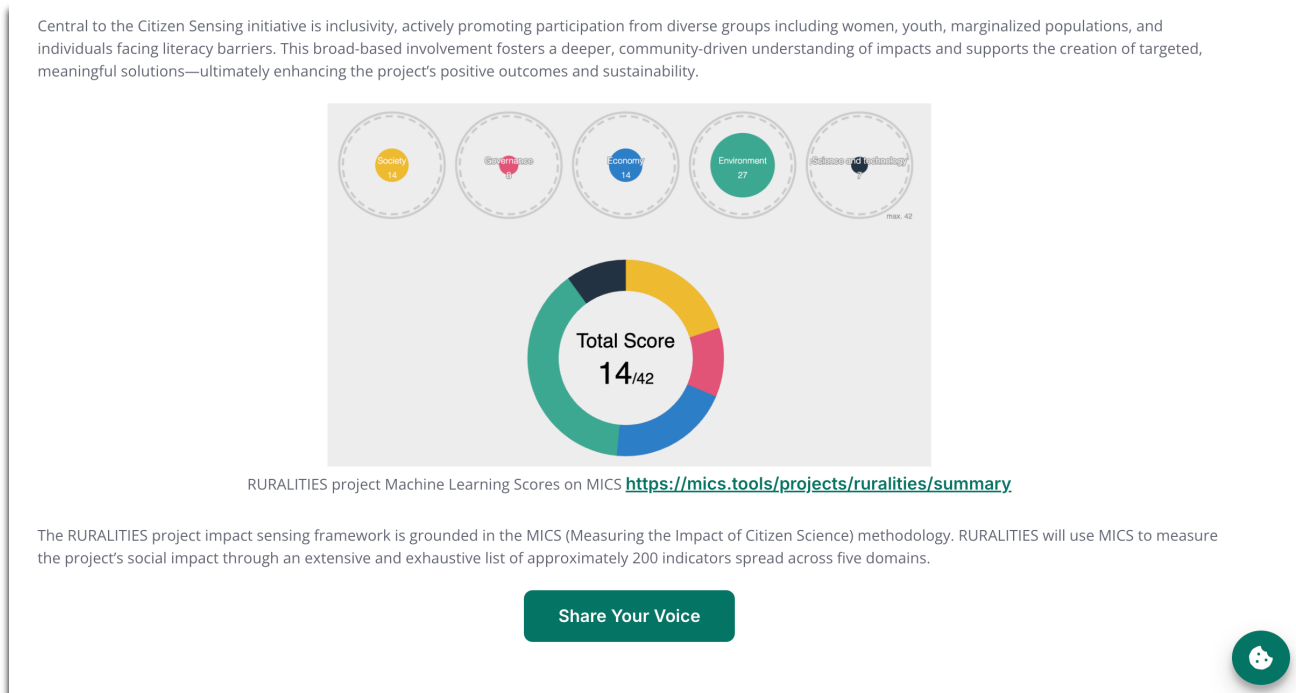 Central to the Citizen Sensing initiative is inclusivity, actively promoting participation from diverse groups including women, youth, marginalized populations, and
individuals facing literacy barriers. This broad-based involvement fosters a deeper, community-driven understanding of impacts and supports the creation of targeted,
meaningful solutions—ultimately enhancing the project's positive outcomes and sustainability.
Society
14
Governance
8
Economy
14
Environment
27
Science and technology
7
max. 42
Total Score
14/42
RURALITIES project Machine Learning Scores on MICS https://mics.tools/projects/ruralities/summary
The RURALITIES project impact sensing framework is grounded in the MICS (Measuring the Impact of Citizen Science) methodology. RURALITIES will use MICS to measure
the project's social impact through an extensive and exhaustive list of approximately 200 indicators spread across five domains.
Share Your Voice